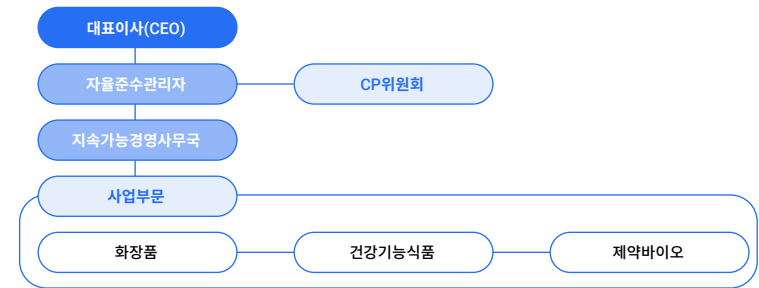 대표이사(CEO)
자율준수관리자
CP위원회
지속가능경영사무국
사업부문
화장품
건강기능식품
제약바이오